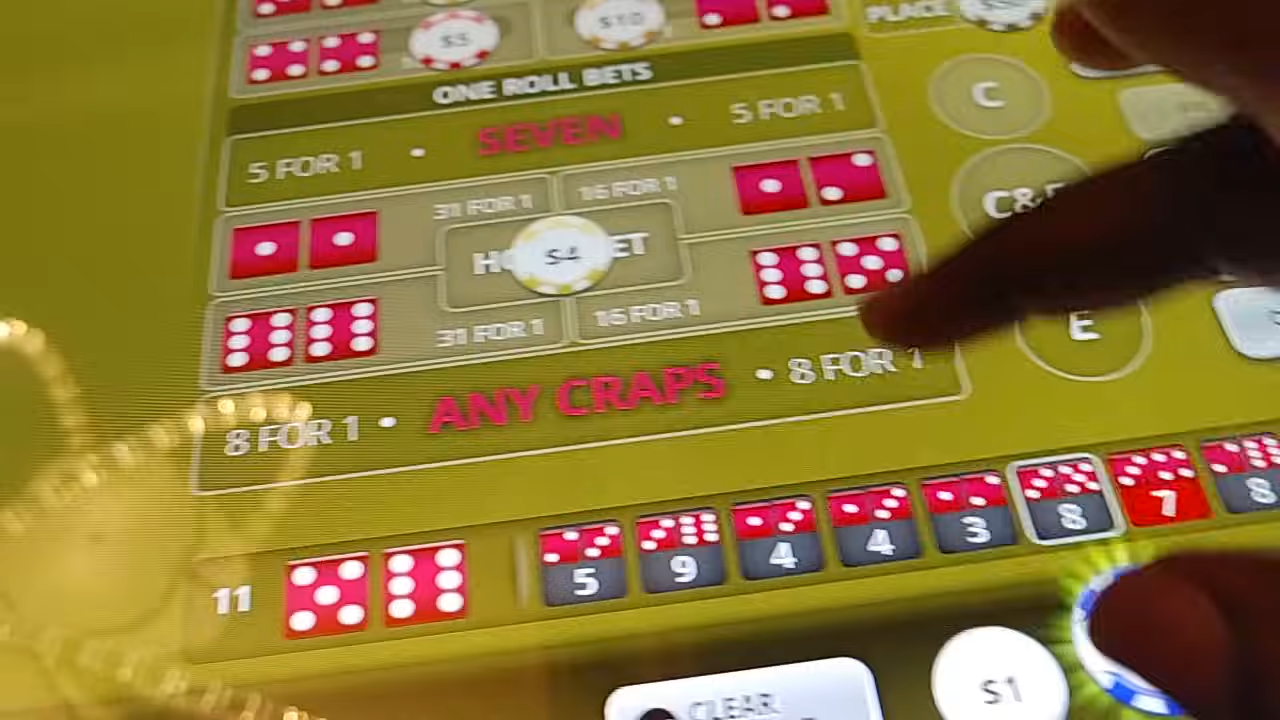 $5
$10
PLACE
ONE ROLL BETS
5 FOR 1 • SEVEN • 5 FOR 1
C
31 FOR 1
16 FOR 1
C&
$4
31 FOR 1
16 FOR 1
E
8 FOR 1 • ANY CRAPS • 8 FOR 1
11
5
9
4
4
3
8
7
8
CLEAR
$1